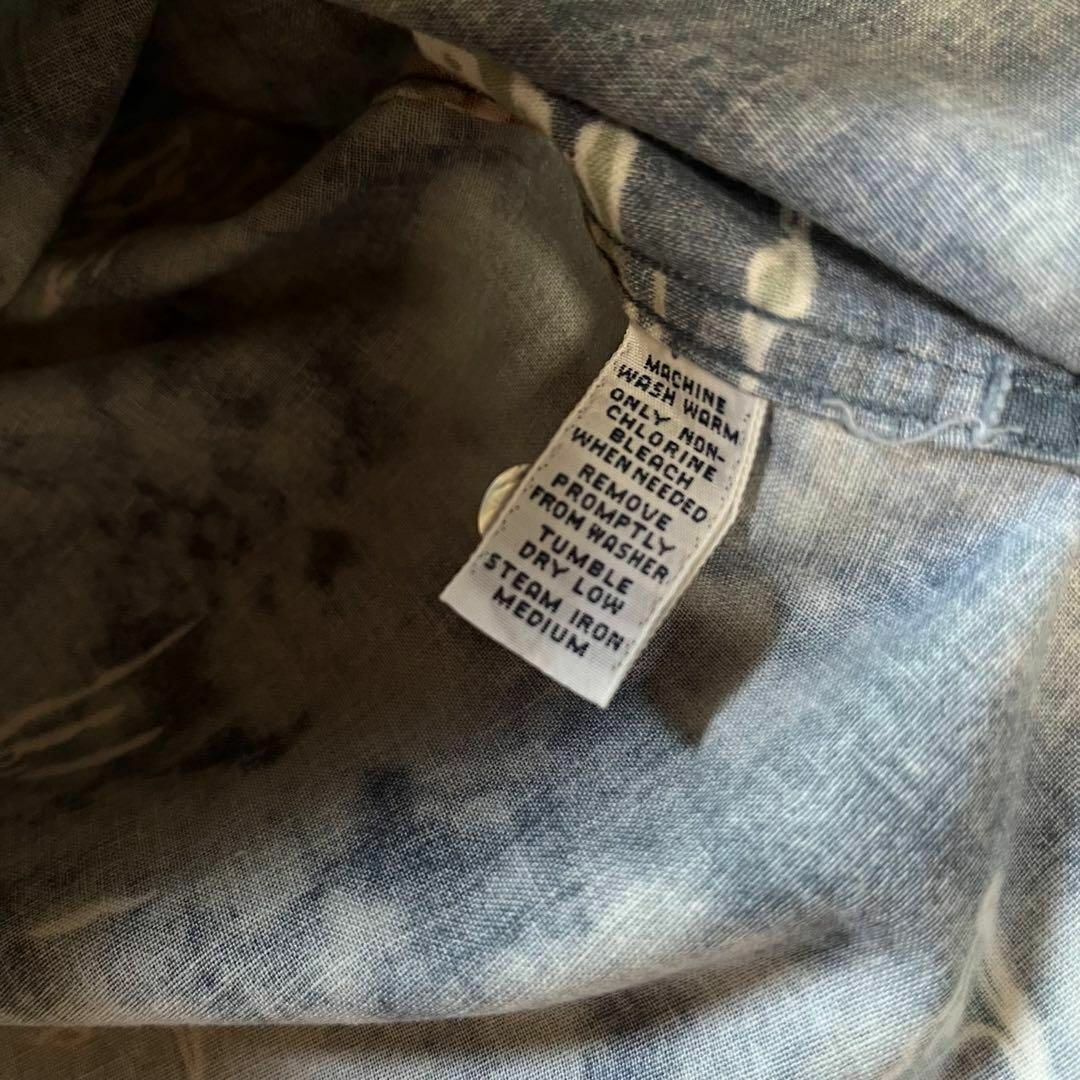 MACHINE
WASH WARM
ONLY NON-
CHLORINE
BLEACH
WHEN NEEDED
REMOVE
PROMPTLY
FROM WASHER
TUMBLE
DRY LOW
STEAM IRON
MEDIUM